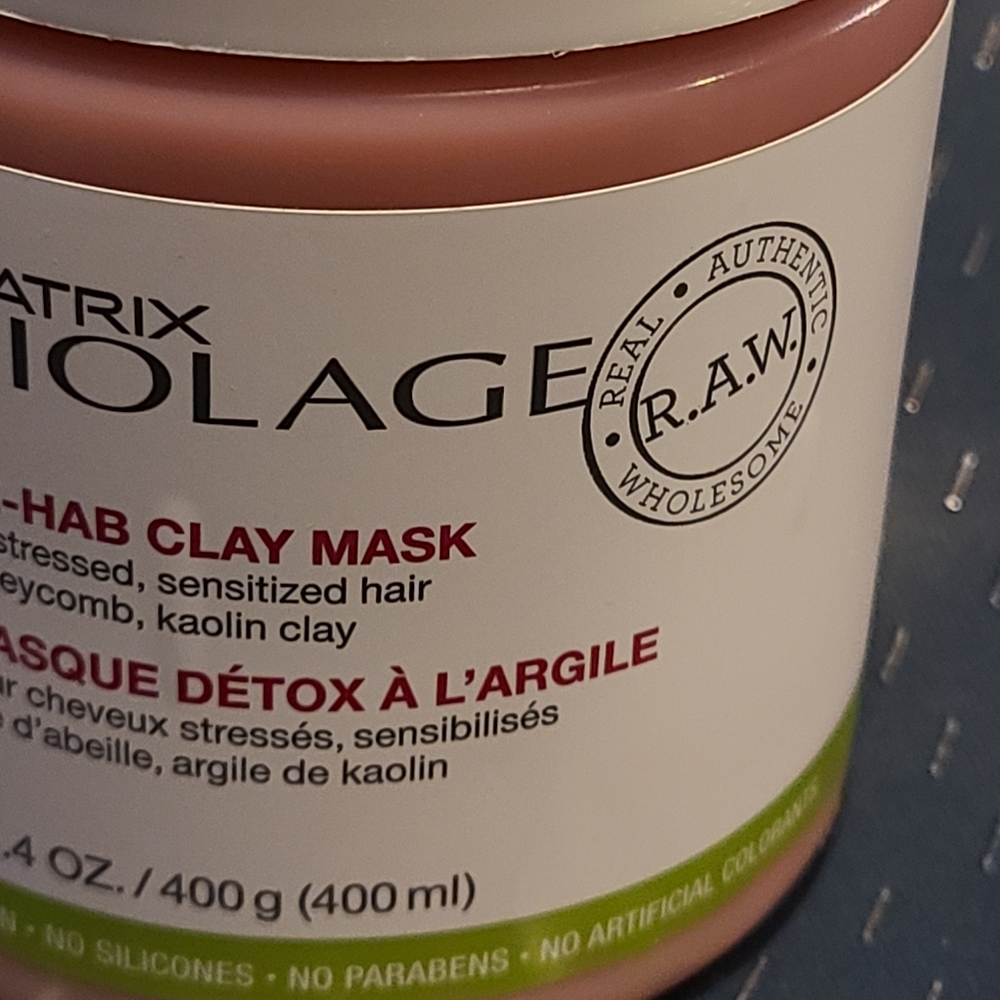 ATRIX
IOLAGE
REAL • AUTHENTIC • WHOLESOME •
R.A.W.
-HAB CLAY MASK
stressed, sensitized hair
eycomb, kaolin clay
ASQUE DÉTOX À L'ARGILE
ur cheveux stressés, sensibilisés
d'abeille, argile de kaolin
.4 OZ. / 400 g (400 ml)
N • NO SILICONES • NO PARABENS • NO ARTIFICIAL COLORANTS